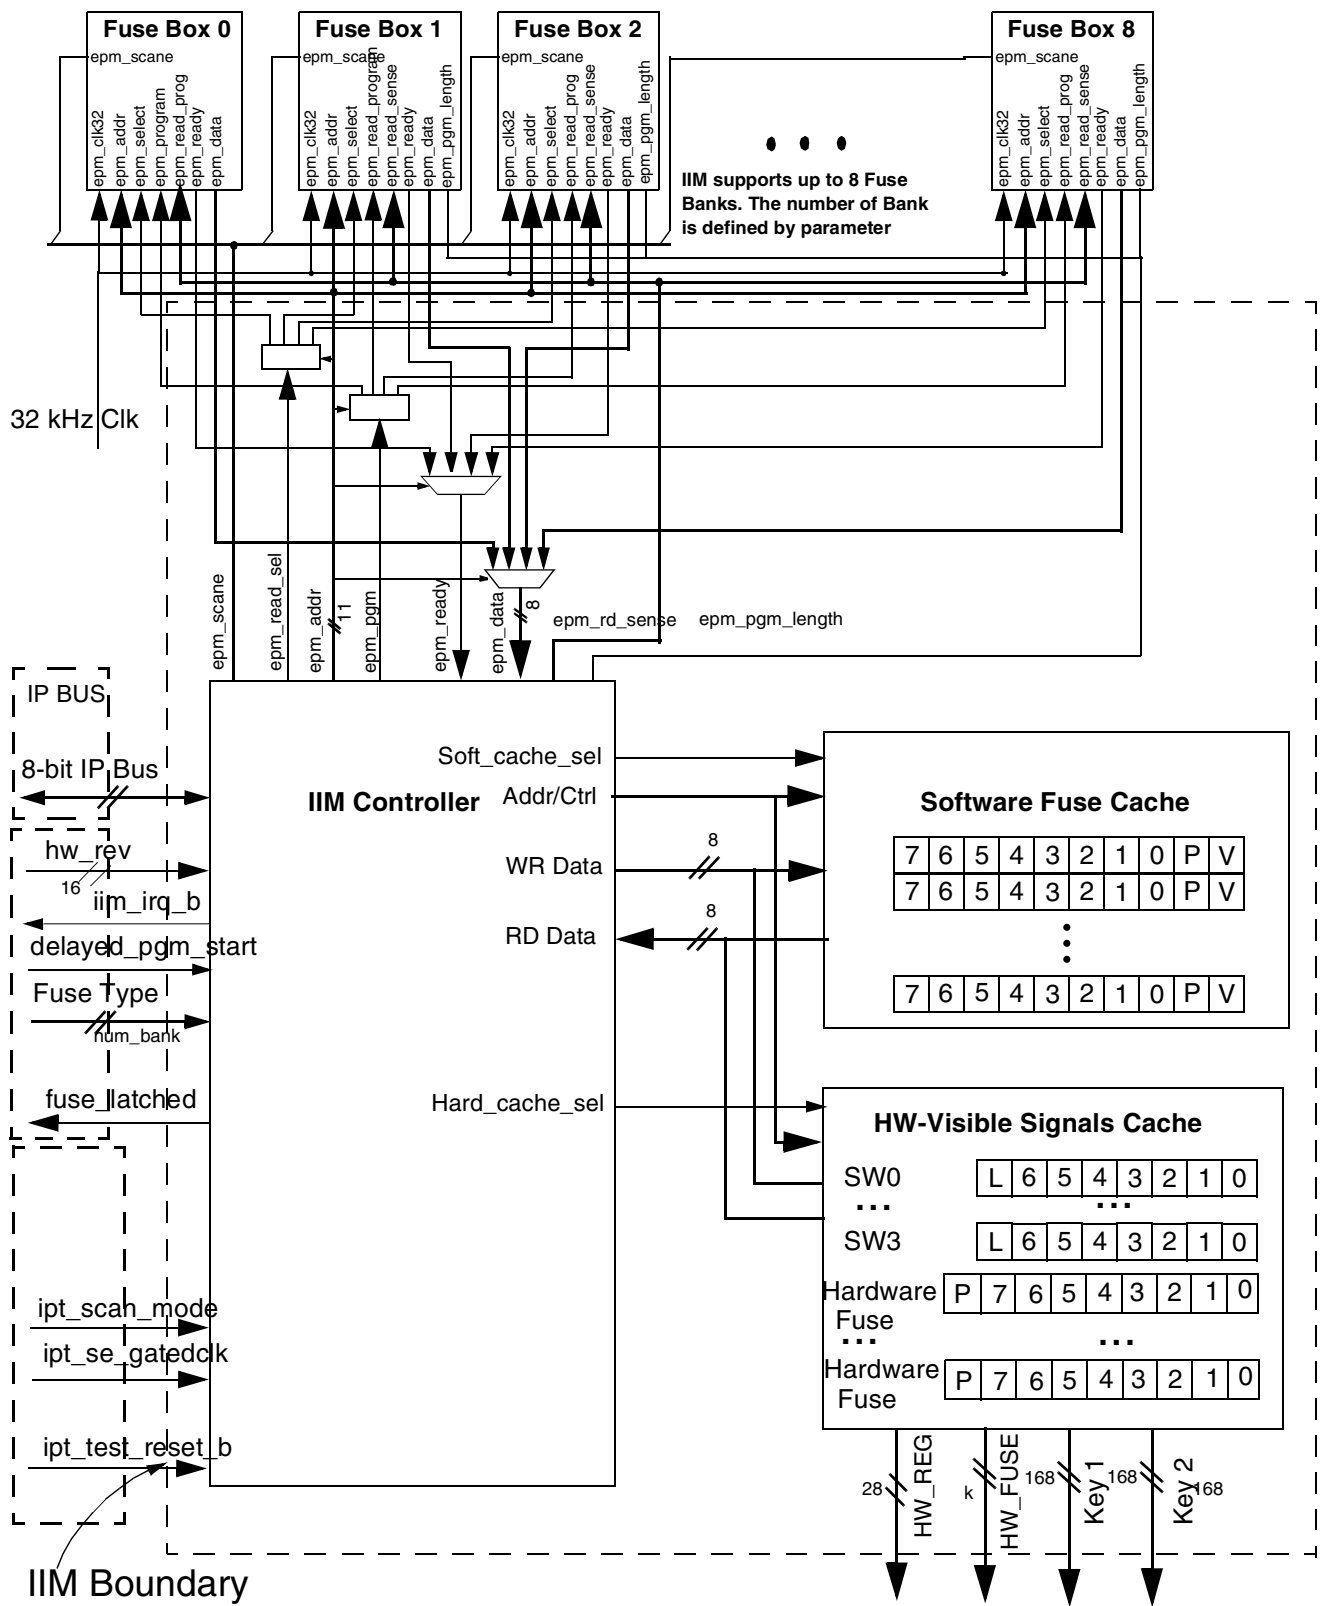 Fuse Box 0
epm_scane
epm_clk32
epm_addr
epm_select
epm_program
epm_read_prog
epm_ready
epm_data
Fuse Box 1
epm_scane
epm_clk32
epm_addr
epm_select
epm_read_program
epm_read_sense
epm_ready
epm_data
epm_pgm_length
Fuse Box 2
epm_scane
epm_clk32
epm_addr
epm_select
epm_read_prog
epm_read_sense
epm_ready
epm_data
epm_pgm_length
Fuse Box 8
epm_scane
epm_clk32
epm_addr
epm_select
epm_read_prog
epm_read_sense
epm_ready
epm_data
epm_pgm_length
• • •
IIM supports up to 8 Fuse
Banks. The number of Bank
is defined by parameter
32 kHz Clk
epm_scane
epm_read_sel
epm_addr
11
epm_pgm
epm_ready
epm_data
8
epm_rd_sense
epm_pgm_length
IP BUS
8-bit IP Bus
hw_rev
16
iim_irq_b
delayed_pgm_start
Fuse Type
num_bank
fuse_latched
ipt_scan_mode
ipt_se_gatedclk
ipt_test_reset_b
IIM Boundary
IIM Controller
Soft_cache_sel
Addr/Ctrl
WR Data
8
RD Data
8
Hard_cache_sel
Software Fuse Cache
7 6 5 4 3 2 1 0 P V
7 6 5 4 3 2 1 0 P V
7 6 5 4 3 2 1 0 P V
HW-Visible Signals Cache
SW0 L 6 5 4 3 2 1 0
... ...
SW3 L 6 5 4 3 2 1 0
Hardware
Fuse
P 7 6 5 4 3 2 1 0
... ...
Hardware
Fuse
P 7 6 5 4 3 2 1 0
28
HW_REG
k
HW_FUSE
168
Key 1
168
Key 2
168